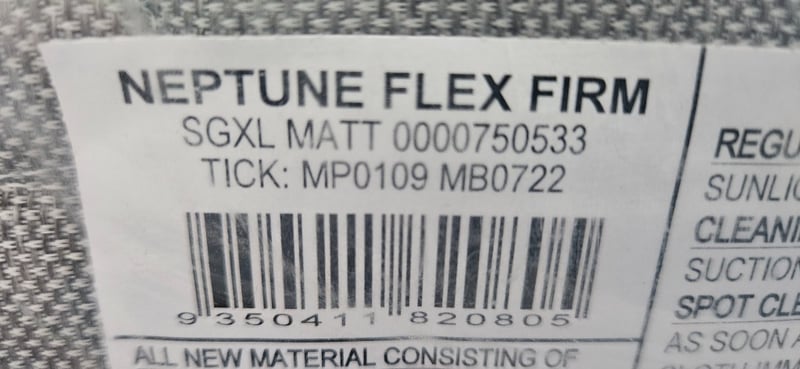 NEPTUNE FLEX FIRM
SGXL MATT 0000750533
TICK: MP0109 MB0722
9 350411 820805
ALL NEW MATERIAL CONSISTING OF
REGU
SUNLIG
CLEANI
SUCTION
SPOT CLE
AS SOON A